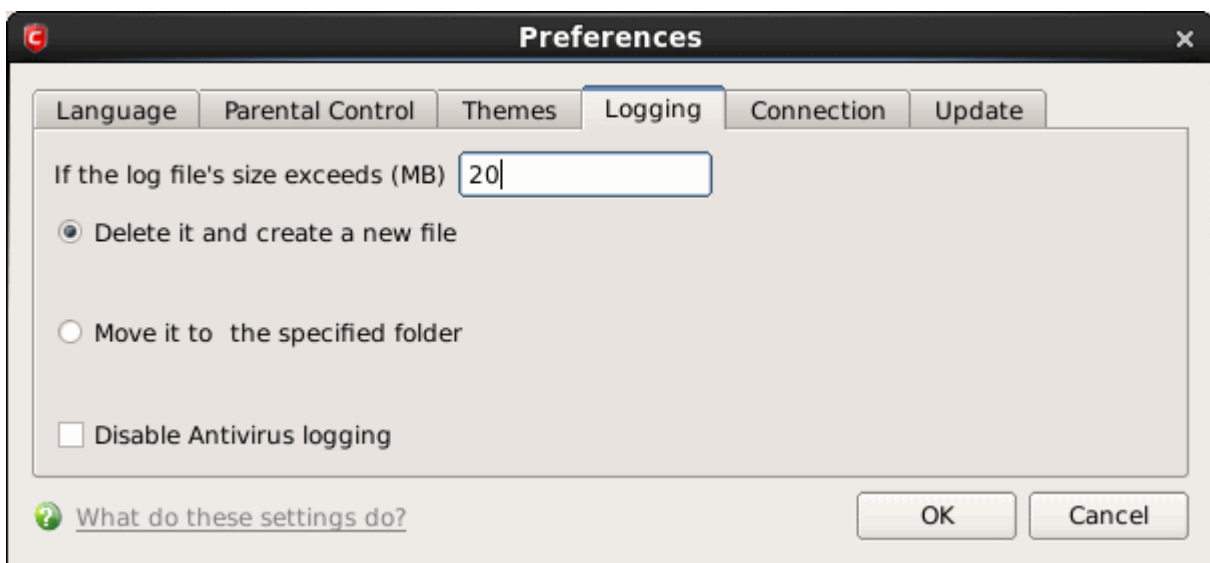 Preferences
Language Parental Control Themes Logging Connection Update
If the log file's size exceeds (MB) 20
Delete it and create a new file
Move it to  the specified folder
Disable Antivirus logging
What do these settings do? OK Cancel